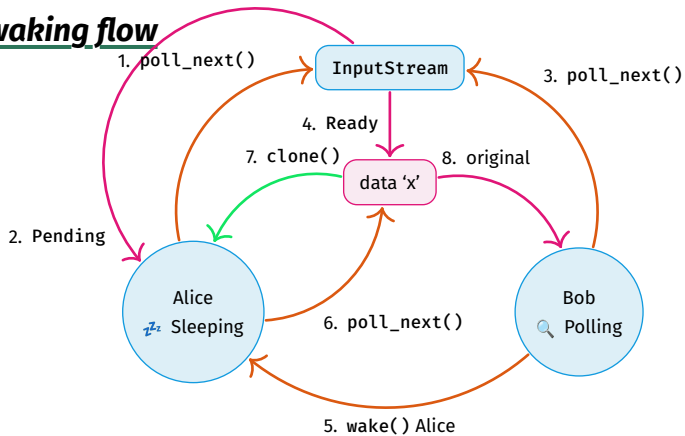 waking flow
1. poll_next()
InputStream
3. poll_next()
4. Ready
7. clone()
8. original
data ‘x’
2. Pending
Alice
💤 Sleeping
Bob
🔍 Polling
6. poll_next()
5. wake() Alice